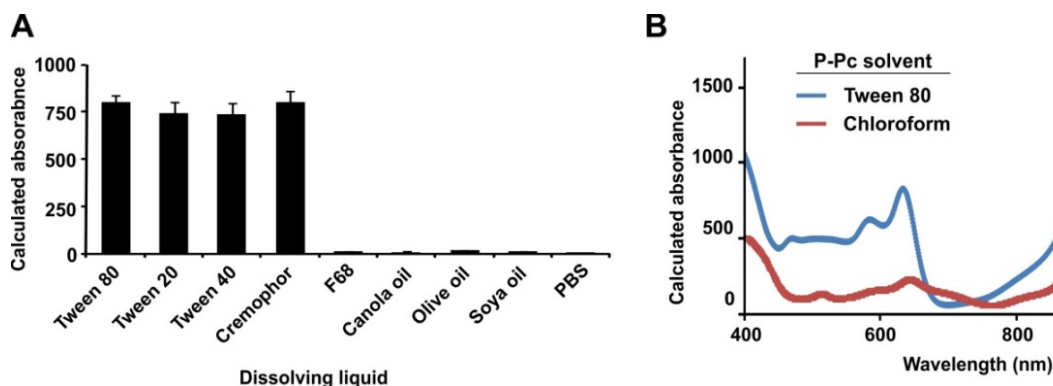 A
Calculated absorabnce
1000
750
500
250
0
Tween 80
Tween 20
Tween 40
Cremophor
F68
Canola oil
Olive oil
Soya oil
PBS
Dissolving liquid
B
P-Pc solvent
Tween 80
Chloroform
Calculated absorbance
1500
1000
500
0
400
600
800
Wavelength (nm)